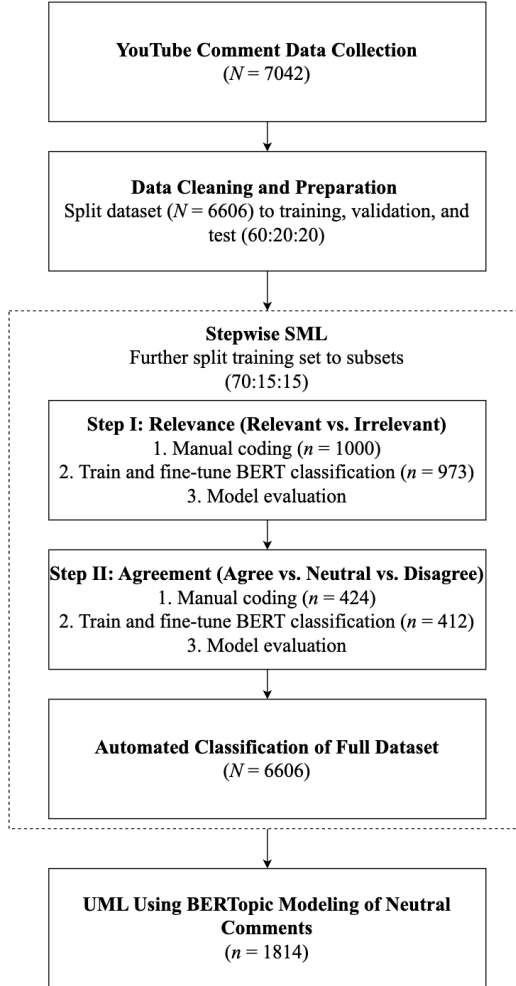 YouTube Comment Data Collection
(N = 7042)
Data Cleaning and Preparation
Split dataset (N = 6606) to training, validation, and
test (60:20:20)
Stepwise SML
Further split training set to subsets
(70:15:15)
Step I: Relevance (Relevant vs. Irrelevant)
1. Manual coding (n = 1000)
2. Train and fine-tune BERT classification (n = 973)
3. Model evaluation
Step II: Agreement (Agree vs. Neutral vs. Disagree)
1. Manual coding (n = 424)
2. Train and fine-tune BERT classification (n = 412)
3. Model evaluation
Automated Classification of Full Dataset
(N = 6606)
UML Using BERTopic Modeling of Neutral
Comments
(n = 1814)